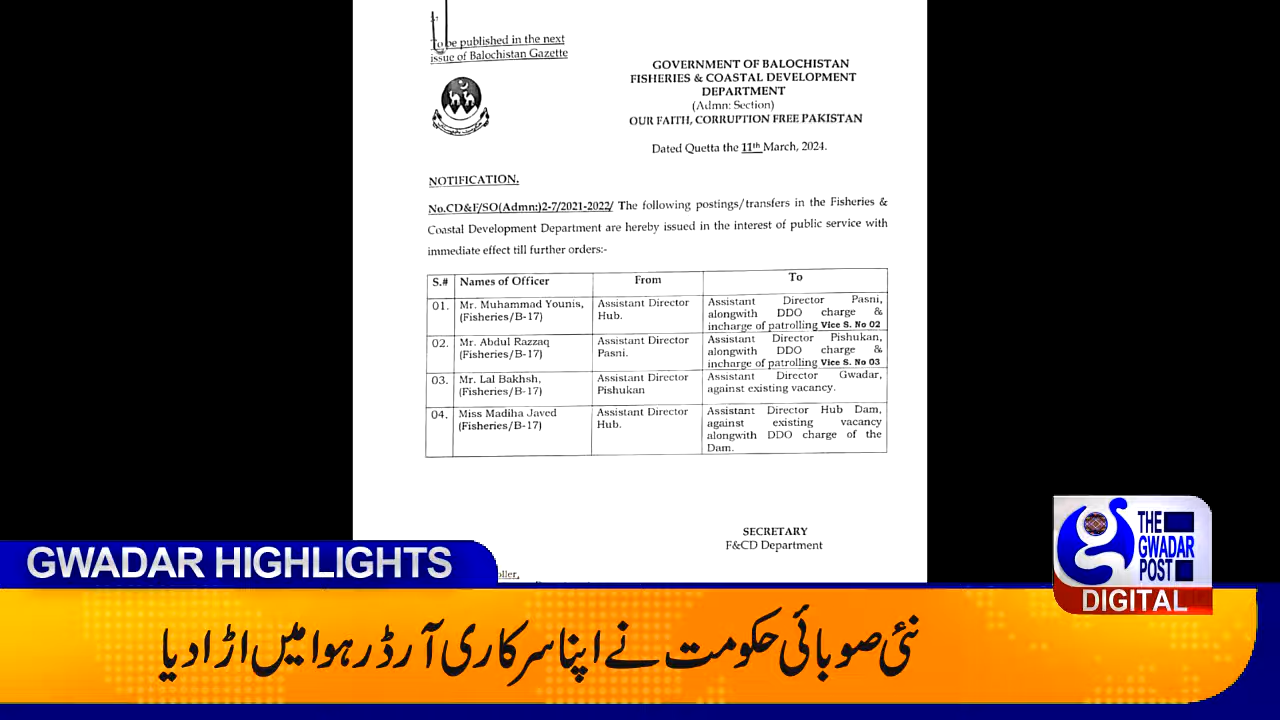 To be published in the next
issue of Balochistan Gazette
GOVERNMENT OF BALOCHISTAN
FISHERIES & COASTAL DEVELOPMENT
DEPARTMENT
(Admn: Section)
OUR FAITH, CORRUPTION FREE PAKISTAN
Dated Quetta the 11th March, 2024.
NOTIFICATION.
No.CD&F/SO(Admn:)2-7/2021-2022/ The following postings/transfers in the Fisheries &
Coastal Development Department are hereby issued in the interest of public service with
immediate effect till further orders:-
S.# Names of Officer From To
01. Mr. Muhammad Younis, Assistant Director Assistant Director Pasni,
(Fisheries/B-17) Hub. alongwith DDO charge &
incharge of patrolling Vice S. No 02
02. Mr. Abdul Razzaq Assistant Director Assistant Director Pishukan,
(Fisheries/B-17) Pasni. alongwith DDO charge &
incharge of patrolling Vice S. No 03
03. Mr. Lal Bakhsh, Assistant Director Assistant Director Gwadar,
(Fisheries/B-17) Pishukan against existing vacancy.
04. Miss Madiha Javed Assistant Director Assistant Director Hub Dam,
(Fisheries/B-17) Hub. against existing vacancy
alongwith DDO charge of the
Dam.
SECRETARY
F&CD Department
oller,
GWADAR HIGHLIGHTS
THE
GWADAR
POST
DIGITAL
نئی صوبائی حکومت نے اپنا سرکاری آرڈر ہوا میں اڑا دیا